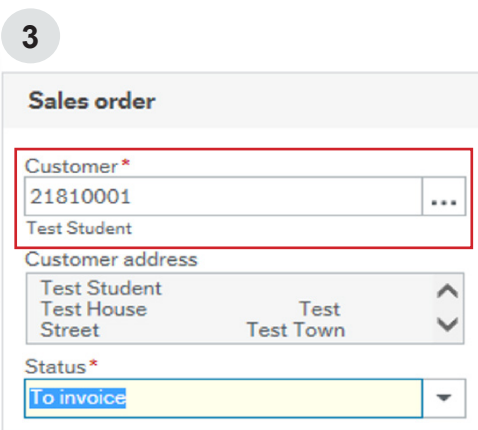 3
Sales order
Customer*
21810001 ...
Test Student
Customer address
Test Student
Test House Test
Street Test Town
Status*
To invoice